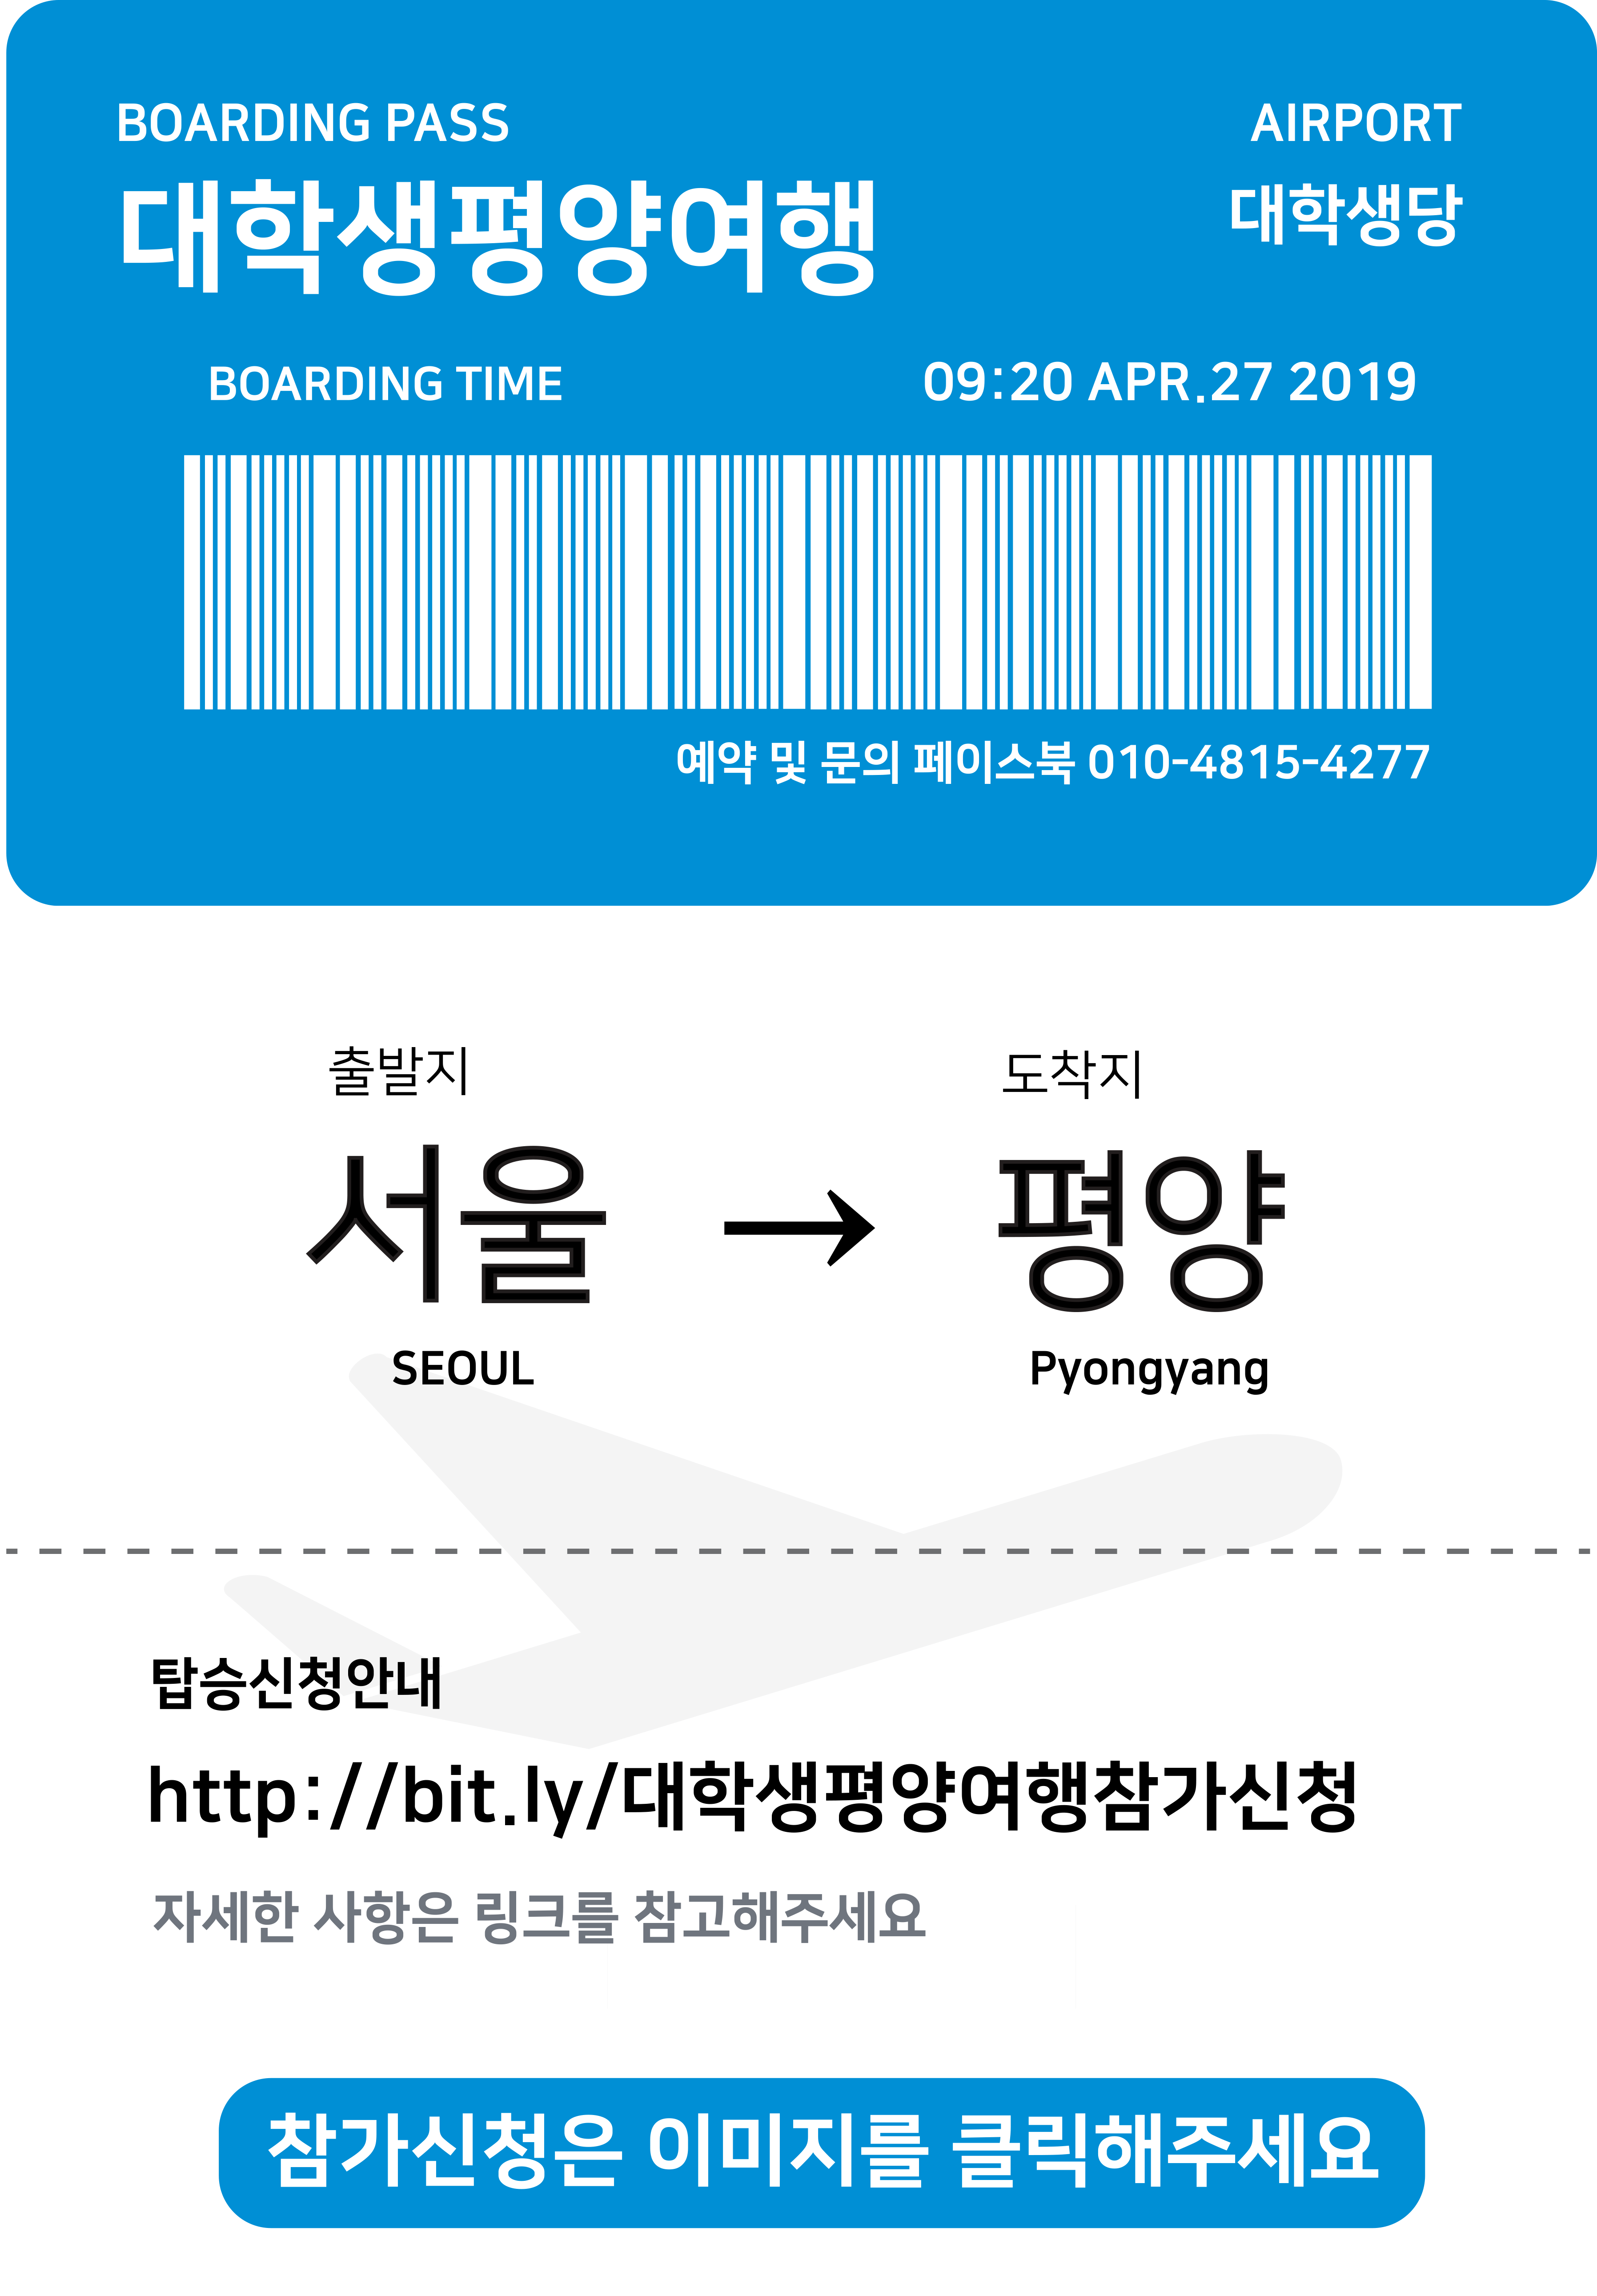 BOARDING PASS
AIRPORT
대학생평양여행
대학생당
BOARDING TIME
09:20 APR.27 2019
예약 및 문의 페이스북 010-4815-4277
출발지
도착지
서울 → 평양
SEOUL
Pyongyang
탑승신청안내
http://bit.ly/대학생평양여행참가신청
자세한 사항은 링크를 참고해주세요
참가신청은 이미지를 클릭해주세요